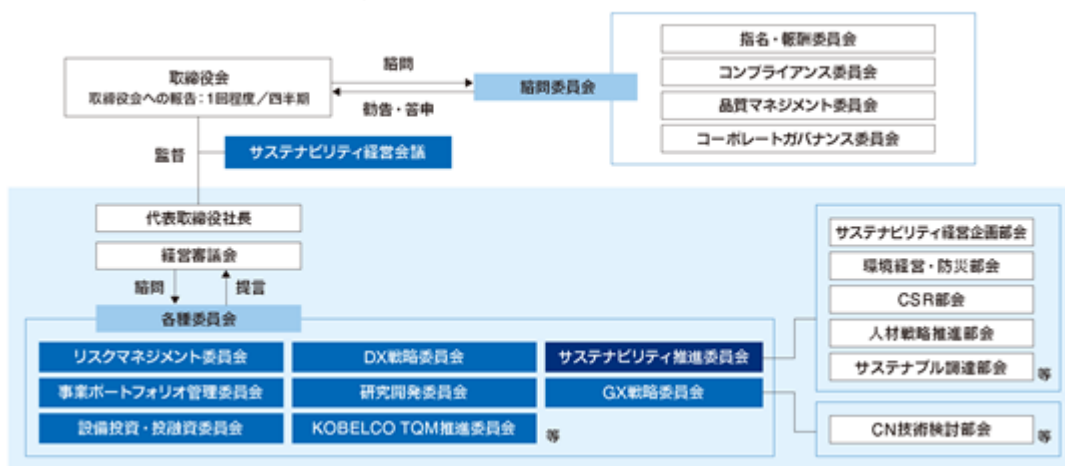 指名・報酬委員会
取締役会
取締役会への報告：1回程度／四半期
諮問
勧告・答申
諮問委員会
コンプライアンス委員会
品質マネジメント委員会
コーポレートガバナンス委員会
監督
サステナビリティ経営会議
代表取締役社長
経営審議会
諮問
提言
各種委員会
リスクマネジメント委員会
DX戦略委員会
サステナビリティ推進委員会
事業ポートフォリオ管理委員会
研究開発委員会
GX戦略委員会
設備投資・投融資委員会
KOBELCO TQM推進委員会
等
サステナビリティ経営企画部会
環境経営・防災部会
CSR部会
人材戦略推進部会
サステナブル調達部会
等
CN技術検討部会
等